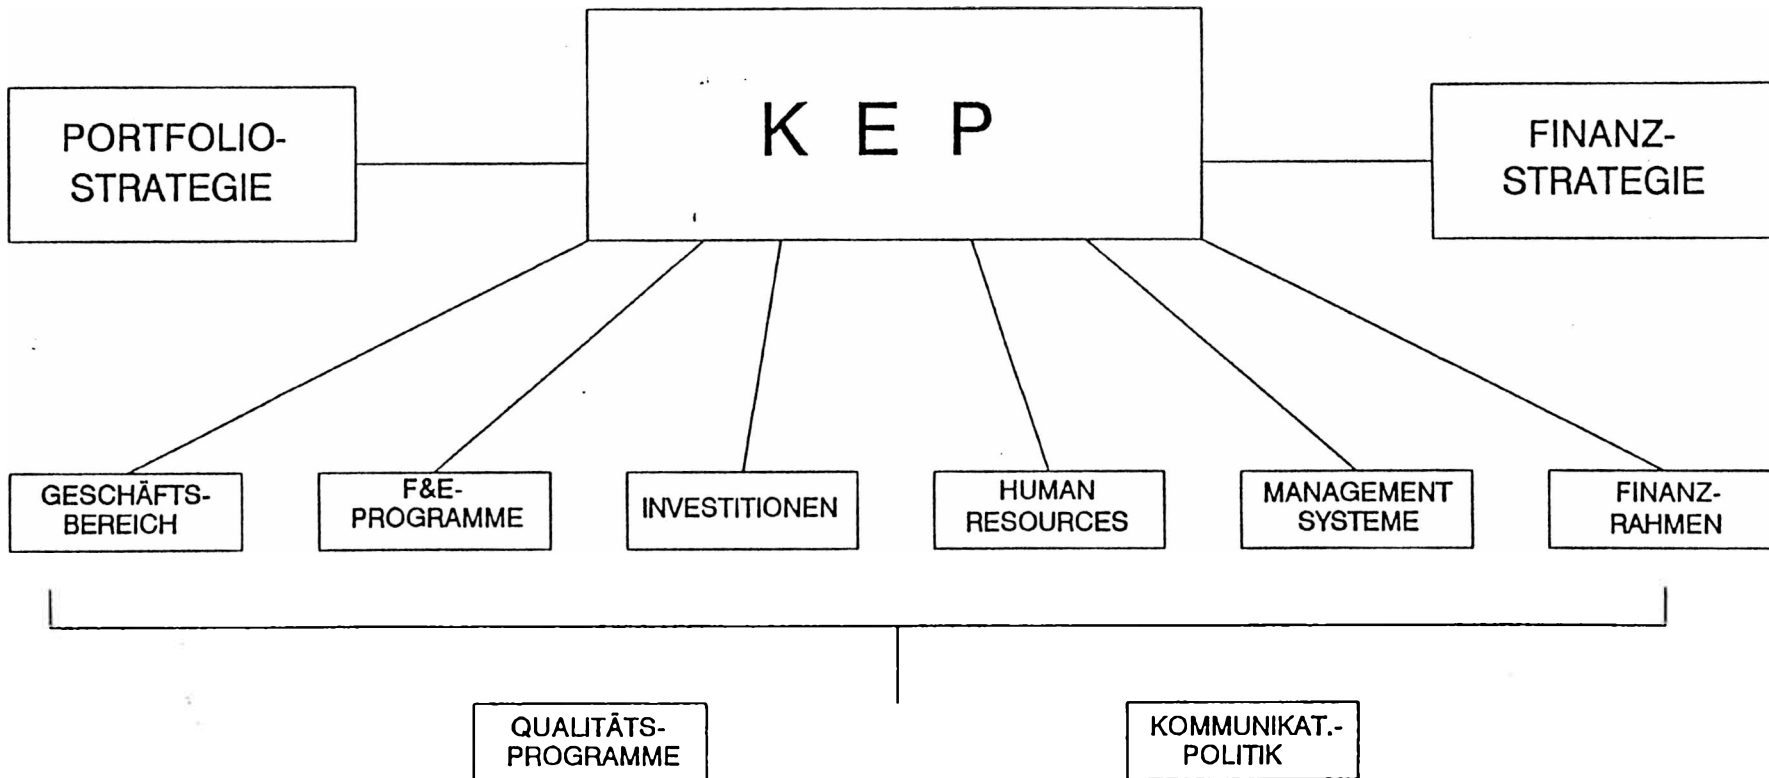 K E P
PORTFOLIO-
STRATEGIE
FINANZ-
STRATEGIE
GESCHÄFTS-
BEREICH
F&E-
PROGRAMME
INVESTITIONEN
HUMAN
RESOURCES
MANAGEMENT
SYSTEME
FINANZ-
RAHMEN
QUALITÄTS-
PROGRAMME
KOMMUNIKAT.-
POLITIK